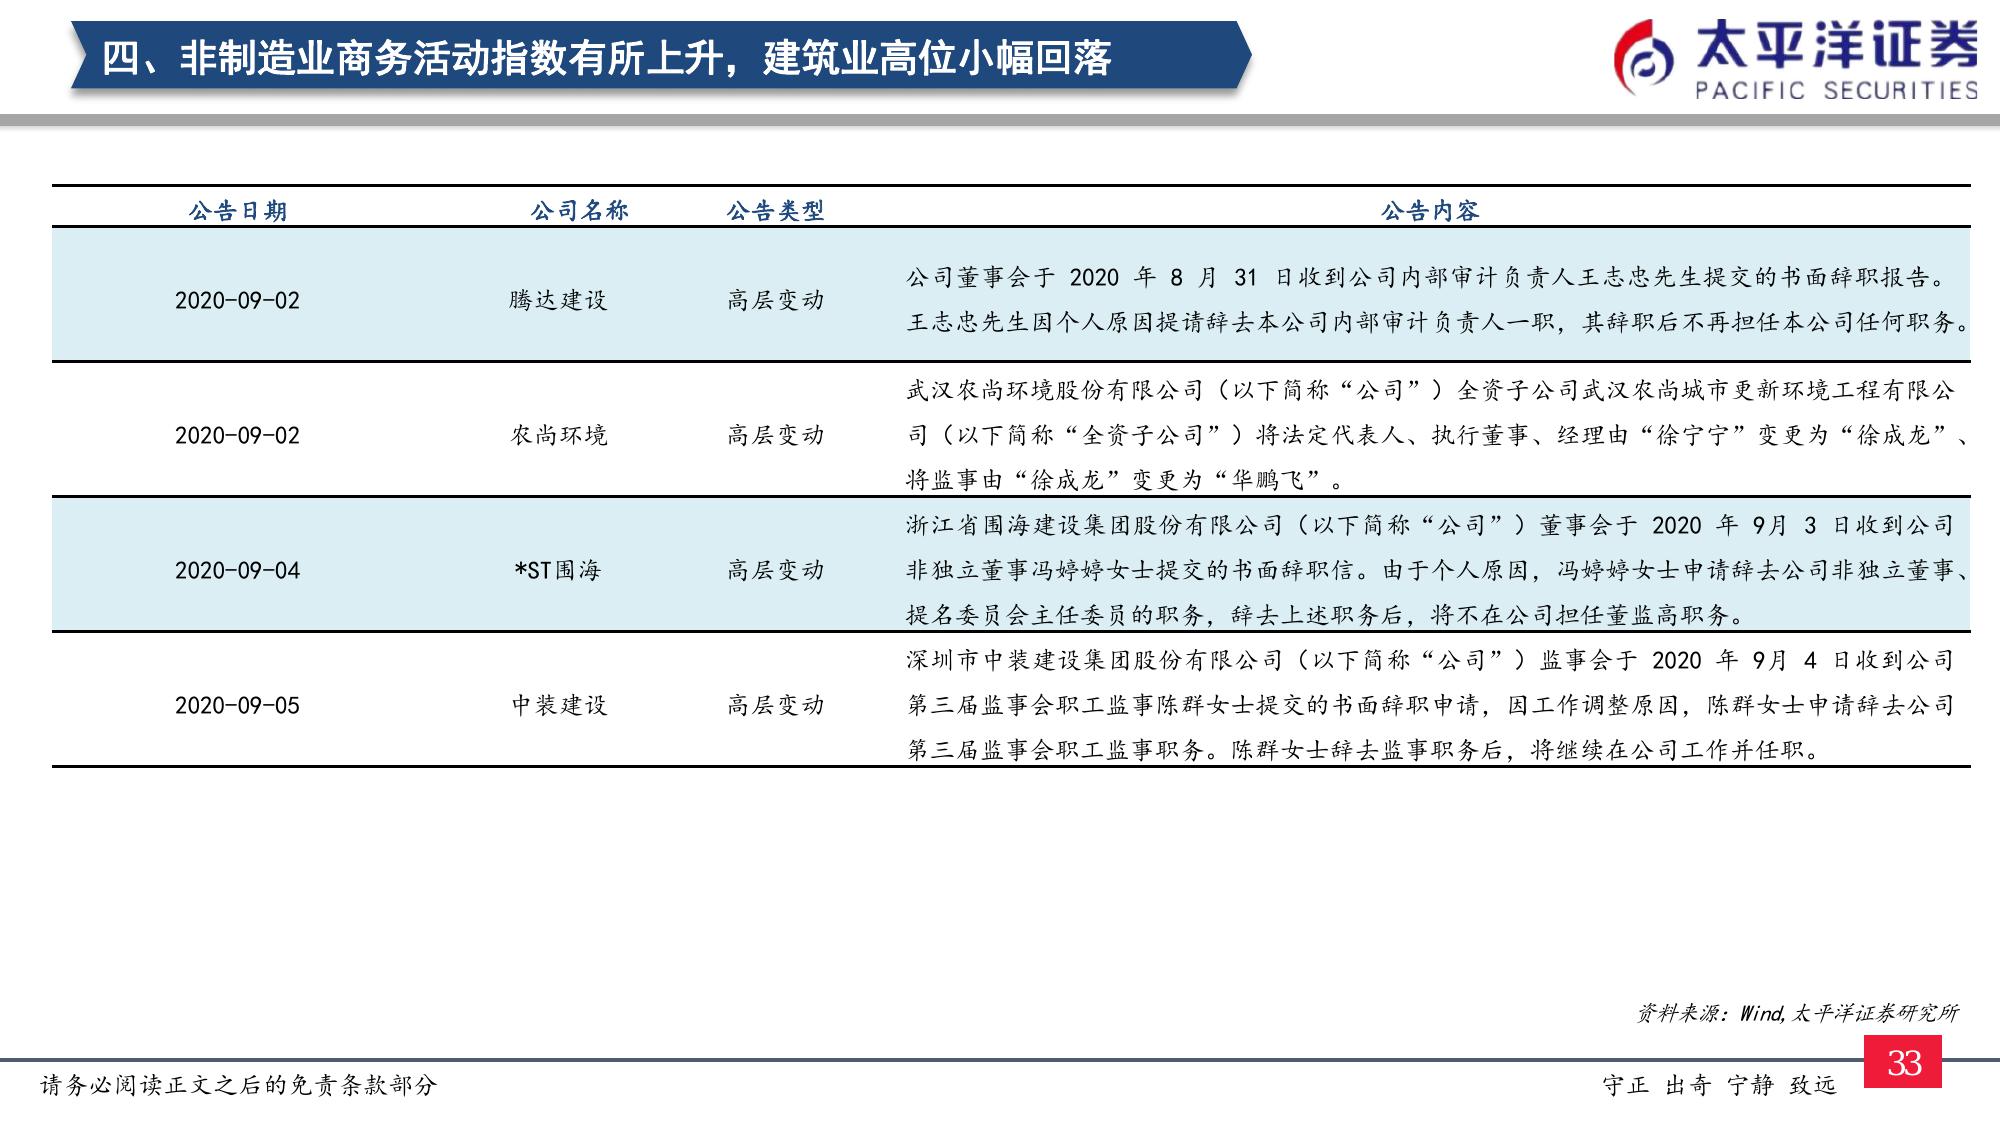 四、非制造业商务活动指数有所上升，建筑业高位小幅回落
太平洋证券
PACIFIC SECURITIES
公告日期 公司名称 公告类型 公告内容
2020-09-02 腾达建设 高层变动
公司董事会于 2020 年 8 月 31 日收到公司内部审计负责人王志忠先生提交的书面辞职报告。
王志忠先生因个人原因提请辞去本公司内部审计负责人一职，其辞职后不再担任本公司任何职务。
2020-09-02 农尚环境 高层变动
武汉农尚环境股份有限公司（以下简称“公司”）全资子公司武汉农尚城市更新环境工程有限公
司（以下简称“全资子公司”）将法定代表人、执行董事、经理由“徐宁宁”变更为“徐成龙”、
将监事由“徐成龙”变更为“华鹏飞”。
2020-09-04 *ST围海 高层变动
浙江省围海建设集团股份有限公司（以下简称“公司”）董事会于 2020 年 9月 3 日收到公司
非独立董事冯婷婷女士提交的书面辞职信。由于个人原因，冯婷婷女士申请辞去公司非独立董事、
提名委员会主任委员的职务，辞去上述职务后，将不在公司担任董监高职务。
2020-09-05 中装建设 高层变动
深圳市中装建设集团股份有限公司（以下简称“公司”）监事会于 2020 年 9月 4 日收到公司
第三届监事会职工监事陈群女士提交的书面辞职申请，因工作调整原因，陈群女士申请辞去公司
第三届监事会职工监事职务。陈群女士辞去监事职务后，将继续在公司工作并任职。
资料来源：Wind,太平洋证券研究所
请务必阅读正文之后的免责条款部分
守正 出奇 宁静 致远
33